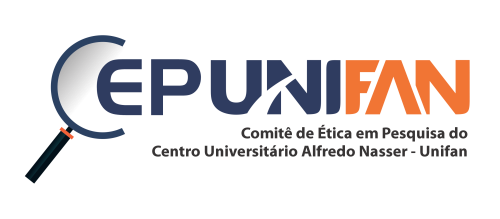 CEPUNIFAN
Comitê de Ética em Pesquisa do
Centro Universitário Alfredo Nasser - Unifan